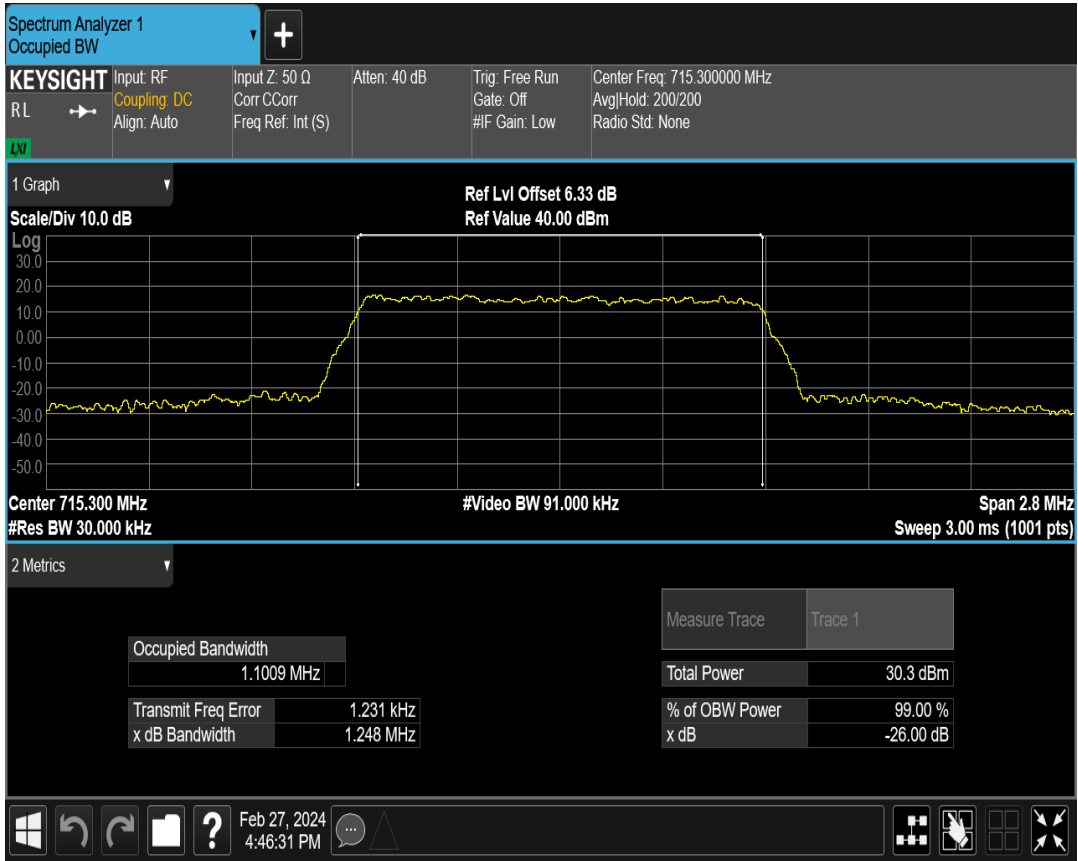 Spectrum Analyzer 1
Occupied BW
+
KEYSIGHT
R L
LXI
Input: RF
Coupling: DC
Align: Auto
Input Z: 50 Ω
Corr CCorr
Freq Ref: Int (S)
Atten: 40 dB
Trig: Free Run
Gate: Off
#IF Gain: Low
Center Freq: 715.300000 MHz
Avg|Hold: 200/200
Radio Std: None
1 Graph
Scale/Div 10.0 dB
Ref Lvl Offset 6.33 dB
Ref Value 40.00 dBm
Log
30.0
20.0
10.0
0.00
-10.0
-20.0
-30.0
-40.0
-50.0
Center 715.300 MHz
#Video BW 91.000 kHz
Span 2.8 MHz
#Res BW 30.000 kHz
Sweep 3.00 ms (1001 pts)
2 Metrics
Measure Trace Trace 1
Occupied Bandwidth
1.1009 MHz
Total Power 30.3 dBm
Transmit Freq Error 1.231 kHz
% of OBW Power 99.00 %
x dB Bandwidth 1.248 MHz
x dB -26.00 dB
?
Feb 27, 2024
4:46:31 PM